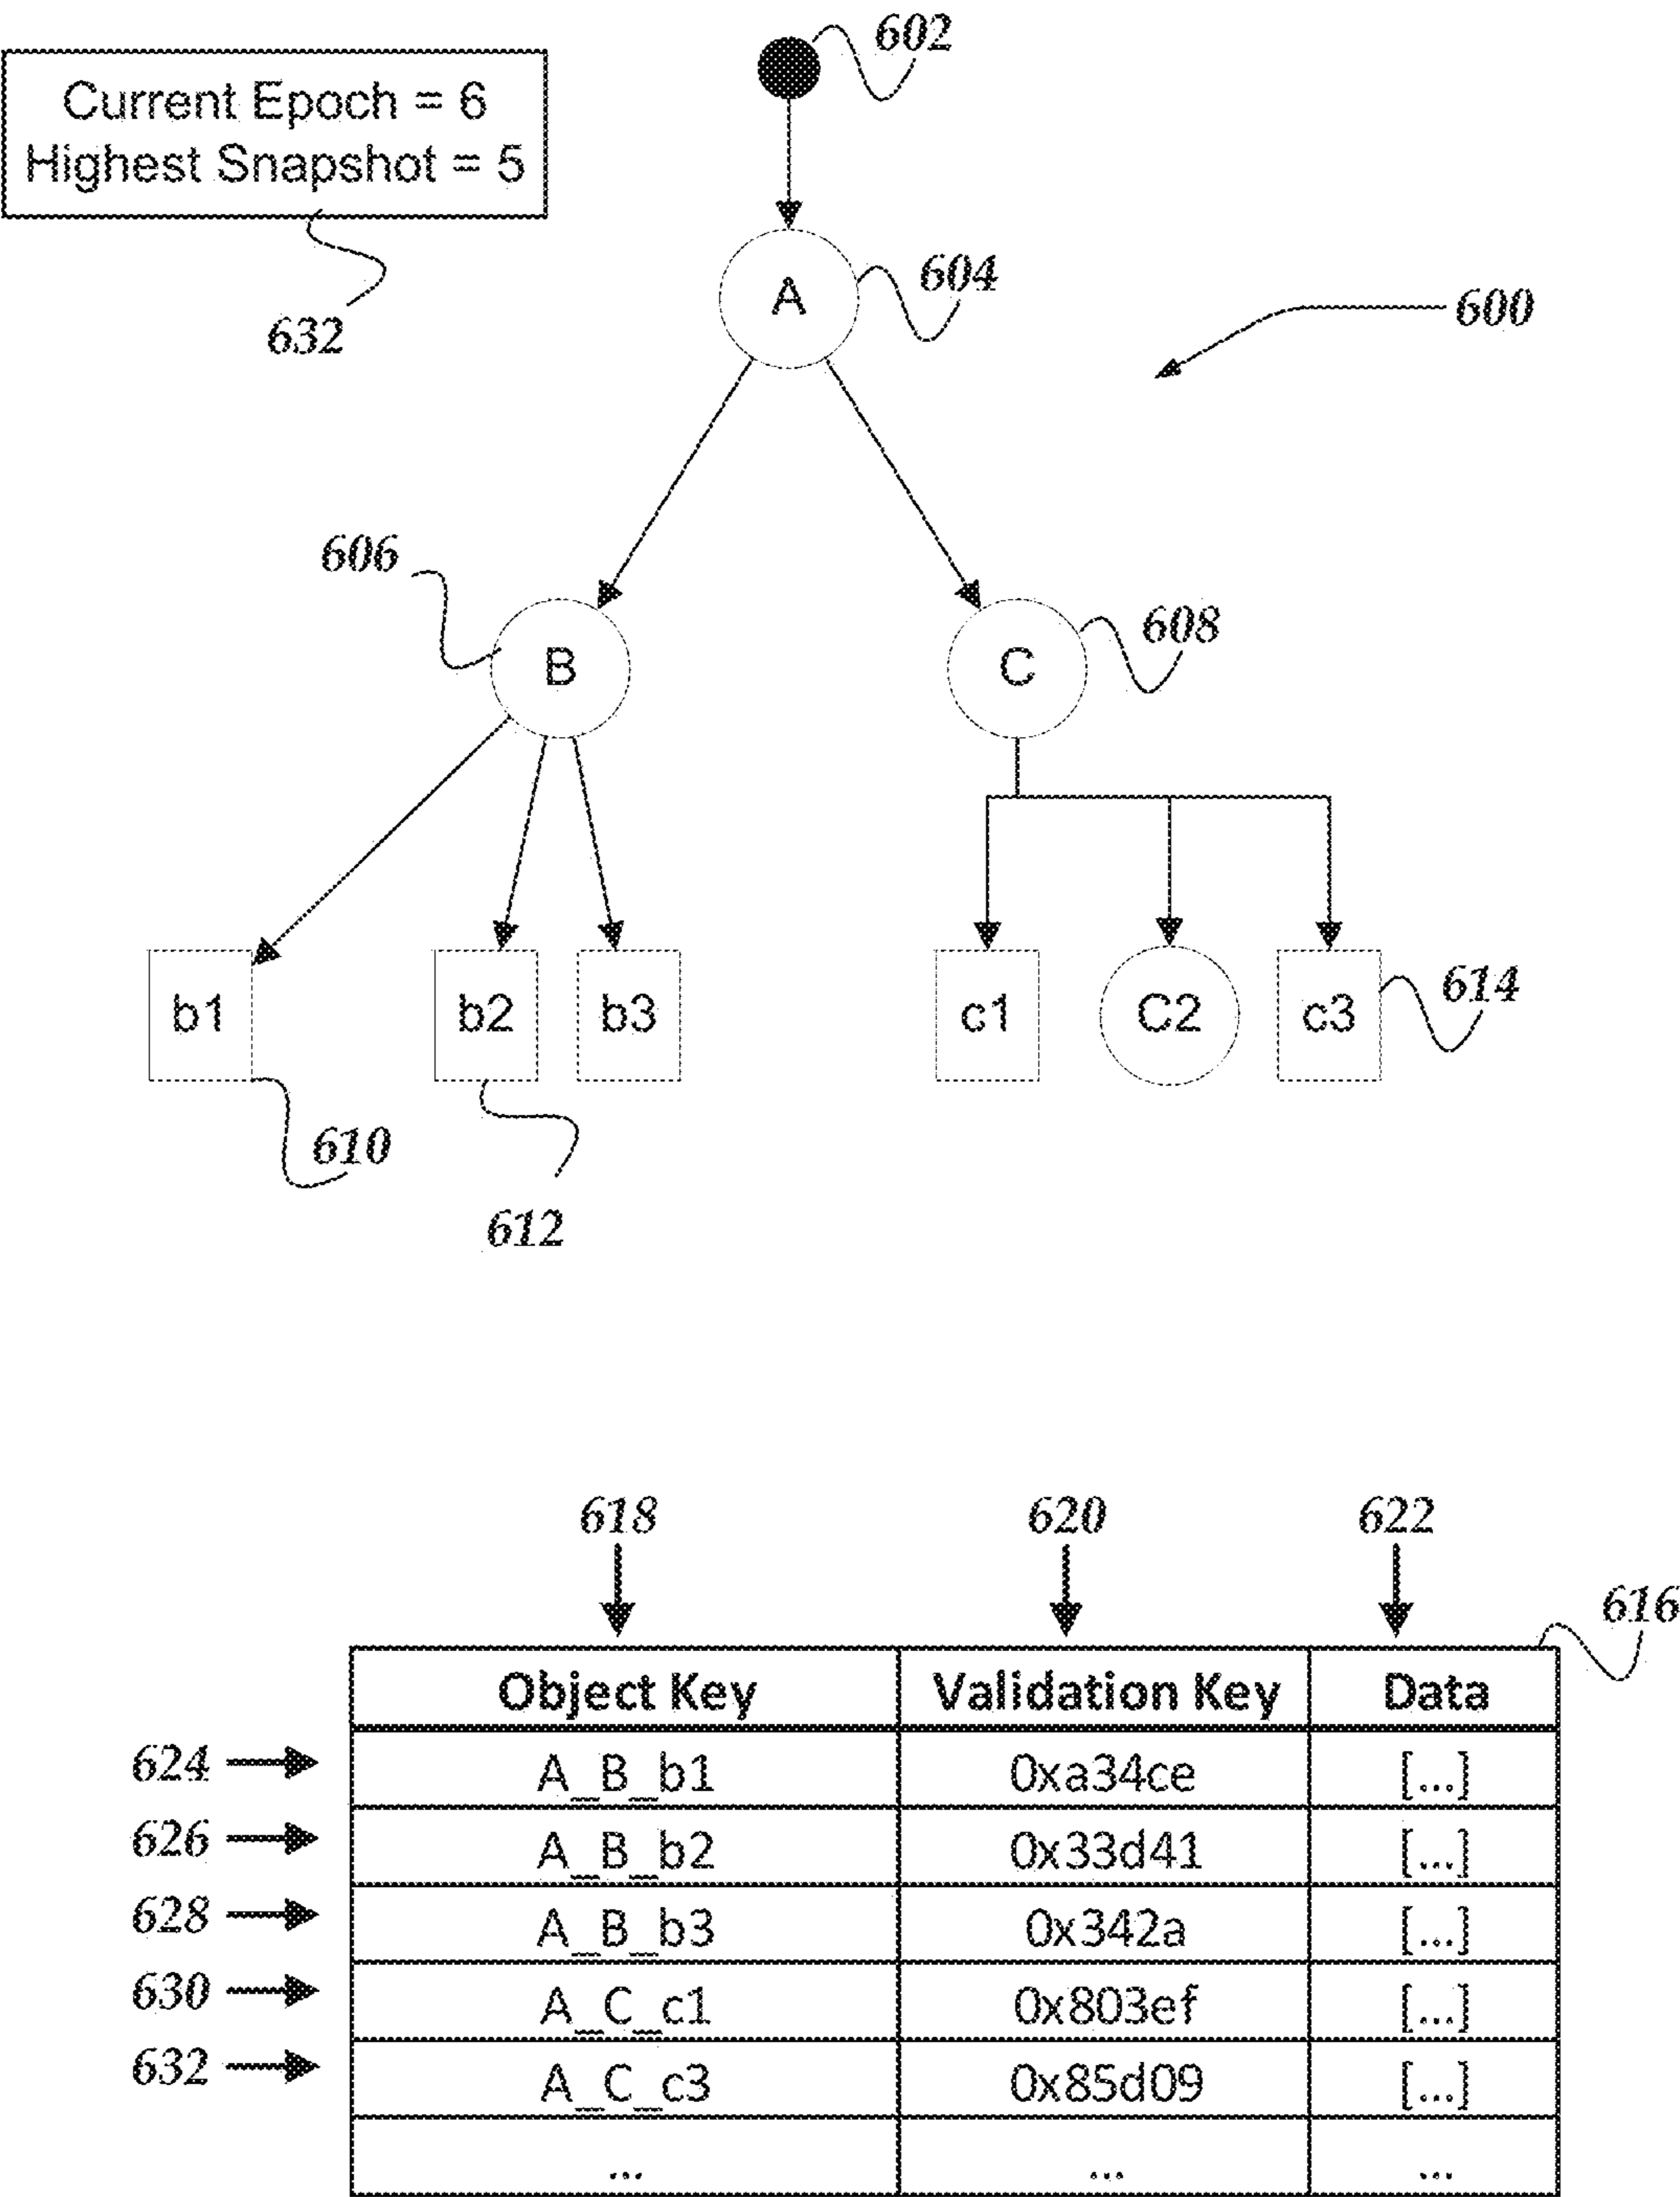 602
Current Epoch = 6
Highest Snapshot = 5
632
A
604
600
606
B
C
608
b1
b2
b3
c1
C2
c3
614
610
612
618
620
622
616
Object Key Validation Key Data
624 A_B_b1 0xa34ce [...]
626 A_B_b2 0x33d41 [...]
628 A_B_b3 0x342a [...]
630 A_C_c1 0x803ef [...]
632 A_C_c3 0x85d09 [...]
... ... ...